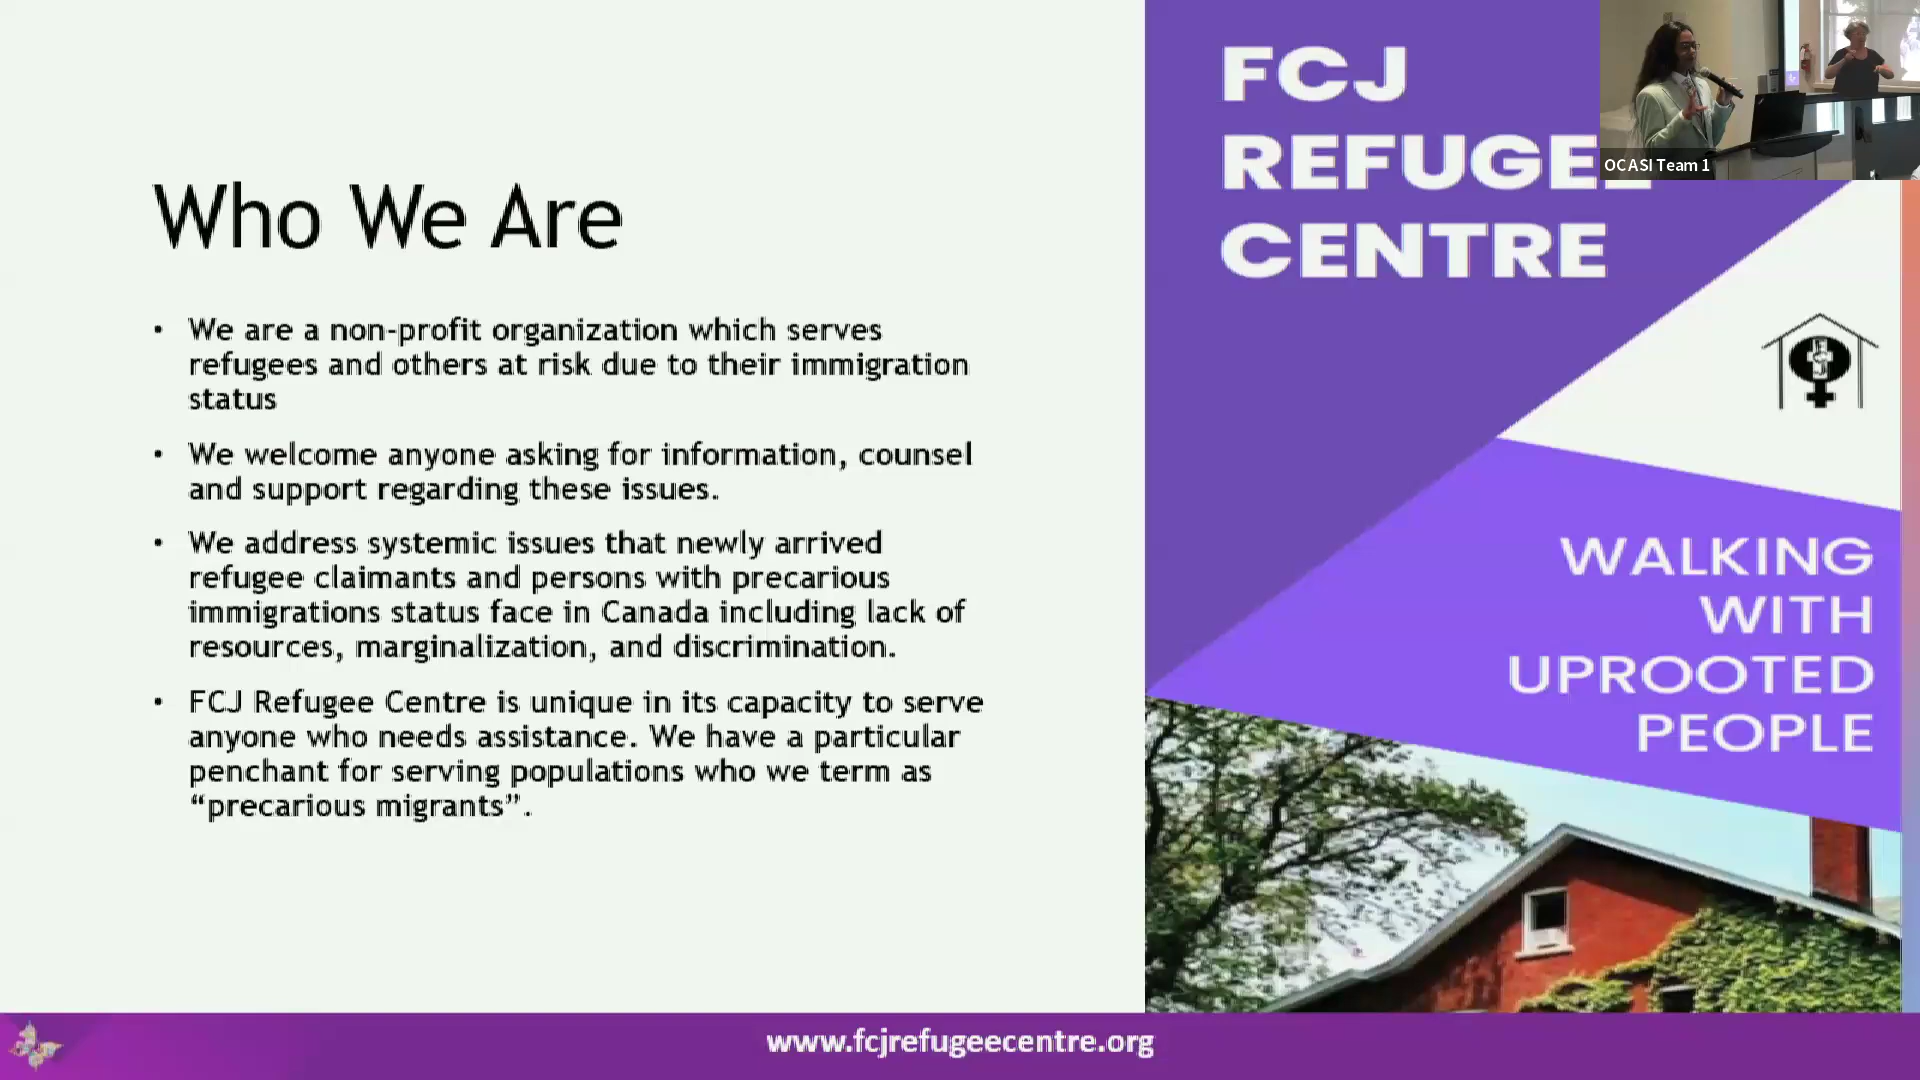 Who We Are
• We are a non-profit organization which serves
refugees and others at risk due to their immigration
status
• We welcome anyone asking for information, counsel
and support regarding these issues.
• We address systemic issues that newly arrived
refugee claimants and persons with precarious
immigrations status face in Canada including lack of
resources, marginalization, and discrimination.
• FCJ Refugee Centre is unique in its capacity to serve
anyone who needs assistance. We have a particular
penchant for serving populations who we term as
“precarious migrants”.
FCJ
REFUGEE
CENTRE
OCASI Team 1
WALKING
WITH
UPROOTED
PEOPLE
www.fcjrefugeecentre.org